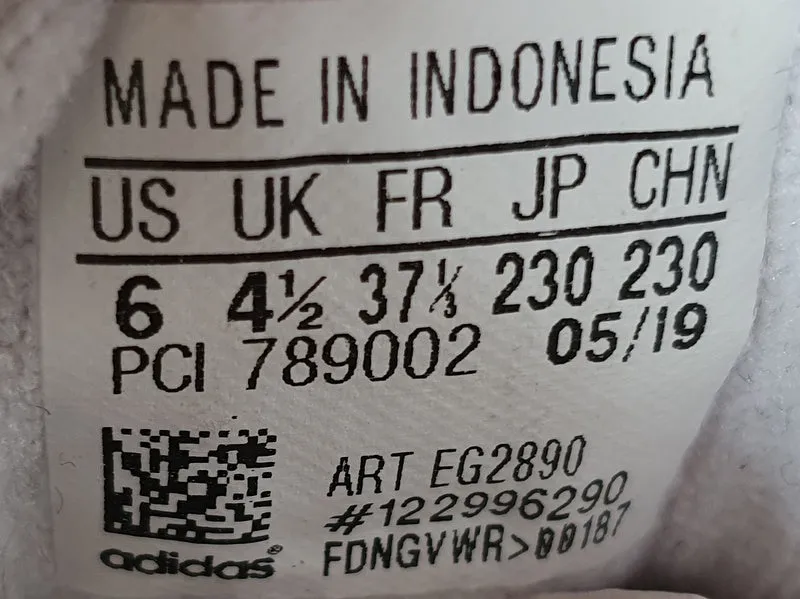 MADE IN INDONESIA
US UK FR JP CHN
6 4½ 37⅓ 230 230
PCI 789002 05/19
ART EG2890
#122996290
FDNGVWR>00187
adidas®